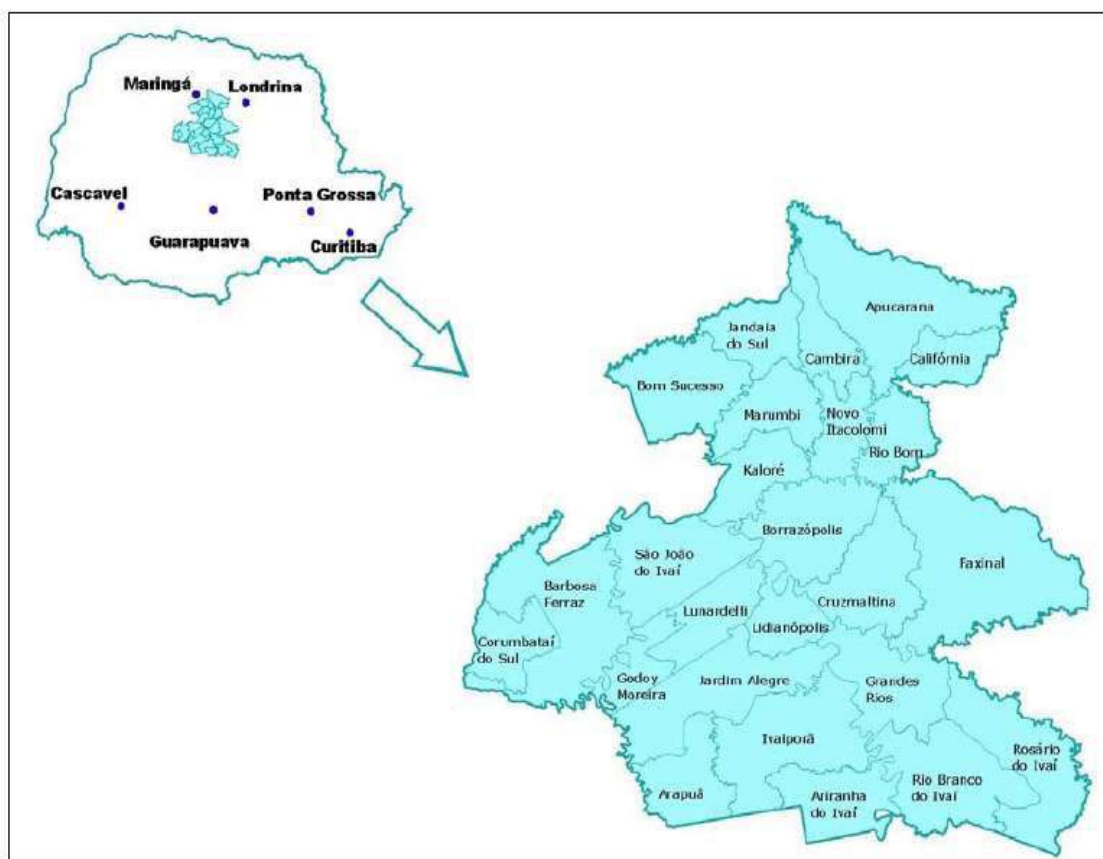 Maringá
Londrina
Cascavel
Ponta Grossa
Guarapuava
Curitiba
Apucarana
Jandaia
do Sul
Cambira
Califórnia
Bom Sucesso
Marumbi
Novo
Itacolomi
Rio Bom
Kaloré
Borrazópolis
São João
do Ivaí
Faxinal
Barbosa
Ferraz
Lunardelli
Cruzmaltina
Lidianópolis
Corumbataí
do Sul
Godoy
Moreira
Jardim Alegre
Grandes
Rios
Ivaiporã
Rosário
do Ivaí
Arapuã
Ariranha
do Ivaí
Rio Branco
do Ivaí